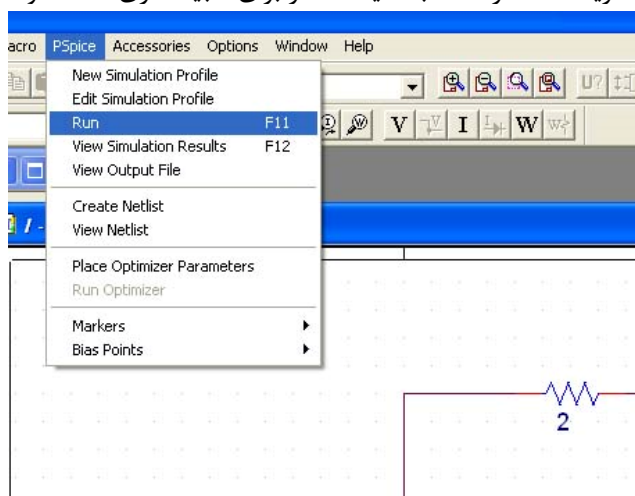 acro PSpice Accessories Options Window Help
New Simulation Profile
Edit Simulation Profile
U?
Run F11
V I W
View Simulation Results F12
View Output File
Create Netlist
View Netlist
Place Optimizer Parameters
Run Optimizer
Markers
Bias Points
2